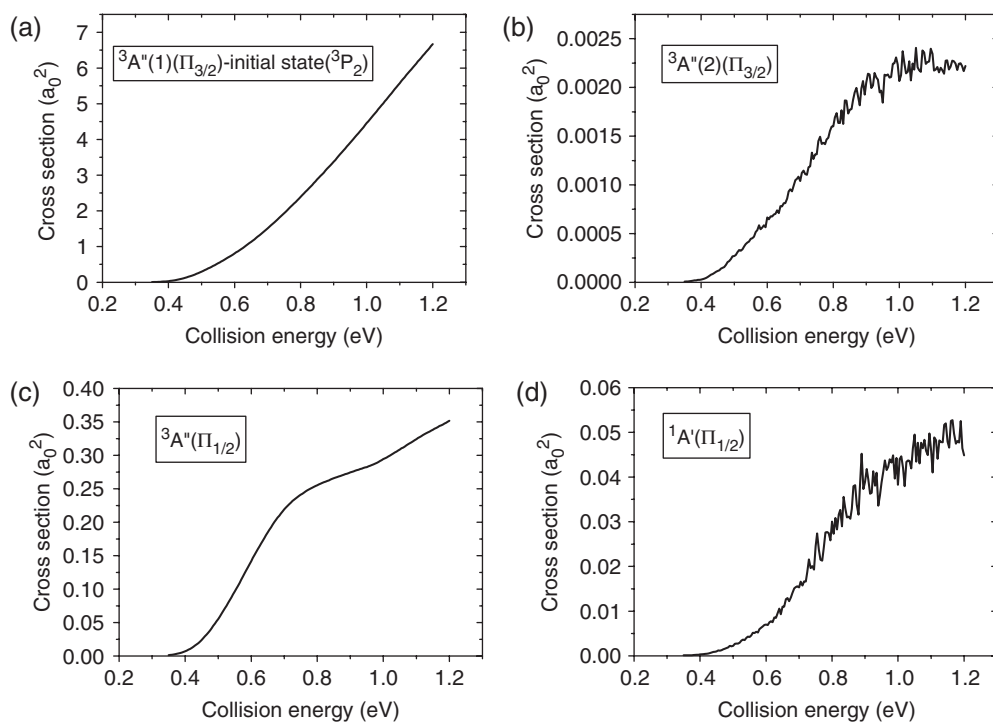 (a)
7
6
5
4
3
2
1
0
Cross section (a₀²)
³A"(1)(Π₃/₂)-initial state(³P₂)
0.2 0.4 0.6 0.8 1.0 1.2
Collision energy (eV)
(b)
0.0025
0.0020
0.0015
0.0010
0.0005
0.0000
Cross section (a₀²)
³A"(2)(Π₃/₂)
0.2 0.4 0.6 0.8 1.0 1.2
Collision energy (eV)
(c)
0.40
0.35
0.30
0.25
0.20
0.15
0.10
0.05
0.00
Cross section (a₀²)
³A"(Π₁/₂)
0.2 0.4 0.6 0.8 1.0 1.2
Collision energy (eV)
(d)
0.06
0.05
0.04
0.03
0.02
0.01
0.00
Cross section (a₀²)
¹A'(Π₁/₂)
0.2 0.4 0.6 0.8 1.0 1.2
Collision energy (eV)